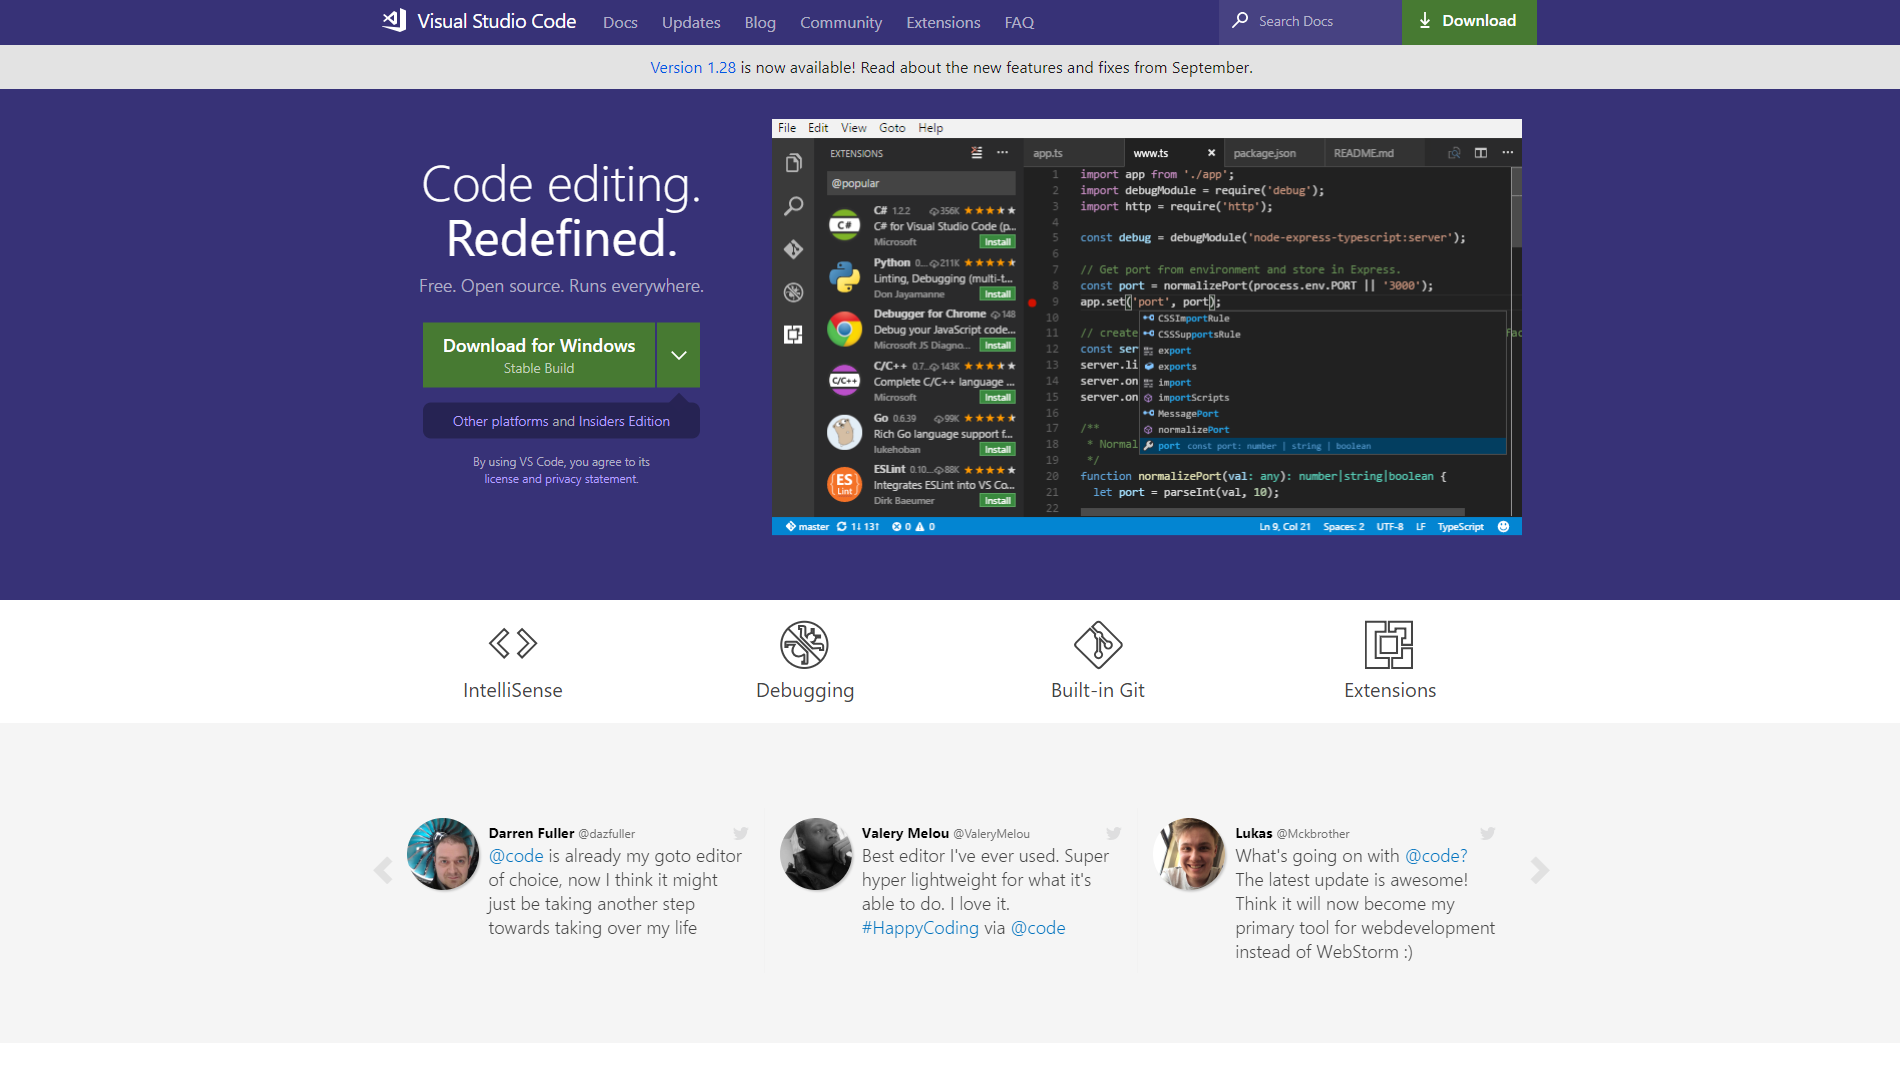 Visual Studio Code Docs Updates Blog Community Extensions FAQ Search Docs Download
Version 1.28 is now available! Read about the new features and fixes from September.
Code editing.
Redefined.
Free. Open source. Runs everywhere.
Download for Windows
Stable Build
Other platforms and Insiders Edition
By using VS Code, you agree to its
license and privacy statement.
File Edit View Goto Help
EXTENSIONS
@popular
C# 1.2.2 356K
C# for Visual Studio Code (p...
Microsoft Install
Python 0... 211K
Linting, Debugging (multi-t...
Don Jayamanne Install
Debugger for Chrome 148
Debug your JavaScript code...
Microsoft JS Diagno... Install
C/C++ 0.7... 143K
Complete C/C++ language ...
Microsoft Install
Go 0.6.39 99K
Rich Go language support f...
lukehoban Install
ESLint 0.10... 88K
Integrates ESLint into VS Co...
Dirk Baeumer Install
C#
C/C++
ES
Lint
app.ts www.ts package.json README.md
1 import app from './app';
2 import debugModule = require('debug');
3 import http = require('http');
4
5 const debug = debugModule('node-express-typescript:server');
6
7 // Get port from environment and store in Express.
8 const port = normalizePort(process.env.PORT || '3000');
9 app.set('port', port);
10
11 // create
12 const ser
13 server.li
14 server.on
15 server.on
16
17 /**
18 * Normal
19 */
20 function normalizePort(val: any): number|string|boolean {
21 let port = parseInt(val, 10);
22
CSSImportRule
CSSSupportsRule
export
exports
import
importScripts
MessagePort
normalizePort
port const port: number | string | boolean
master 1↓ 13↑ 0 0 Ln 9, Col 21 Spaces: 2 UTF-8 LF TypeScript
IntelliSense
Debugging
Built-in Git
Extensions
Darren Fuller @dazfuller
@code is already my goto editor
of choice, now I think it might
just be taking another step
towards taking over my life
Valery Melou @ValeryMelou
Best editor I've ever used. Super
hyper lightweight for what it's
able to do. I love it.
#HappyCoding via @code
Lukas @Mckbrother
What's going on with @code?
The latest update is awesome!
Think it will now become my
primary tool for webdevelopment
instead of WebStorm :)